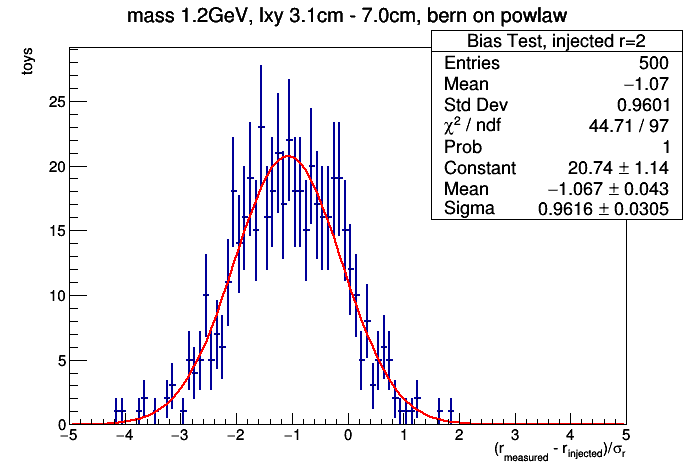 mass 1.2GeV, lxy 3.1cm - 7.0cm, bern on powlaw
toys
Bias Test, injected r=2
Entries 500
Mean −1.07
Std Dev 0.9601
χ² / ndf 44.71 / 97
Prob 1
Constant 20.74 ± 1.14
Mean −1.067 ± 0.043
Sigma 0.9616 ± 0.0305
25
20
15
10
5
0
−5 −4 −3 −2 −1 0 1 2 3 4 5
(r_measured - r_injected)/σ_r